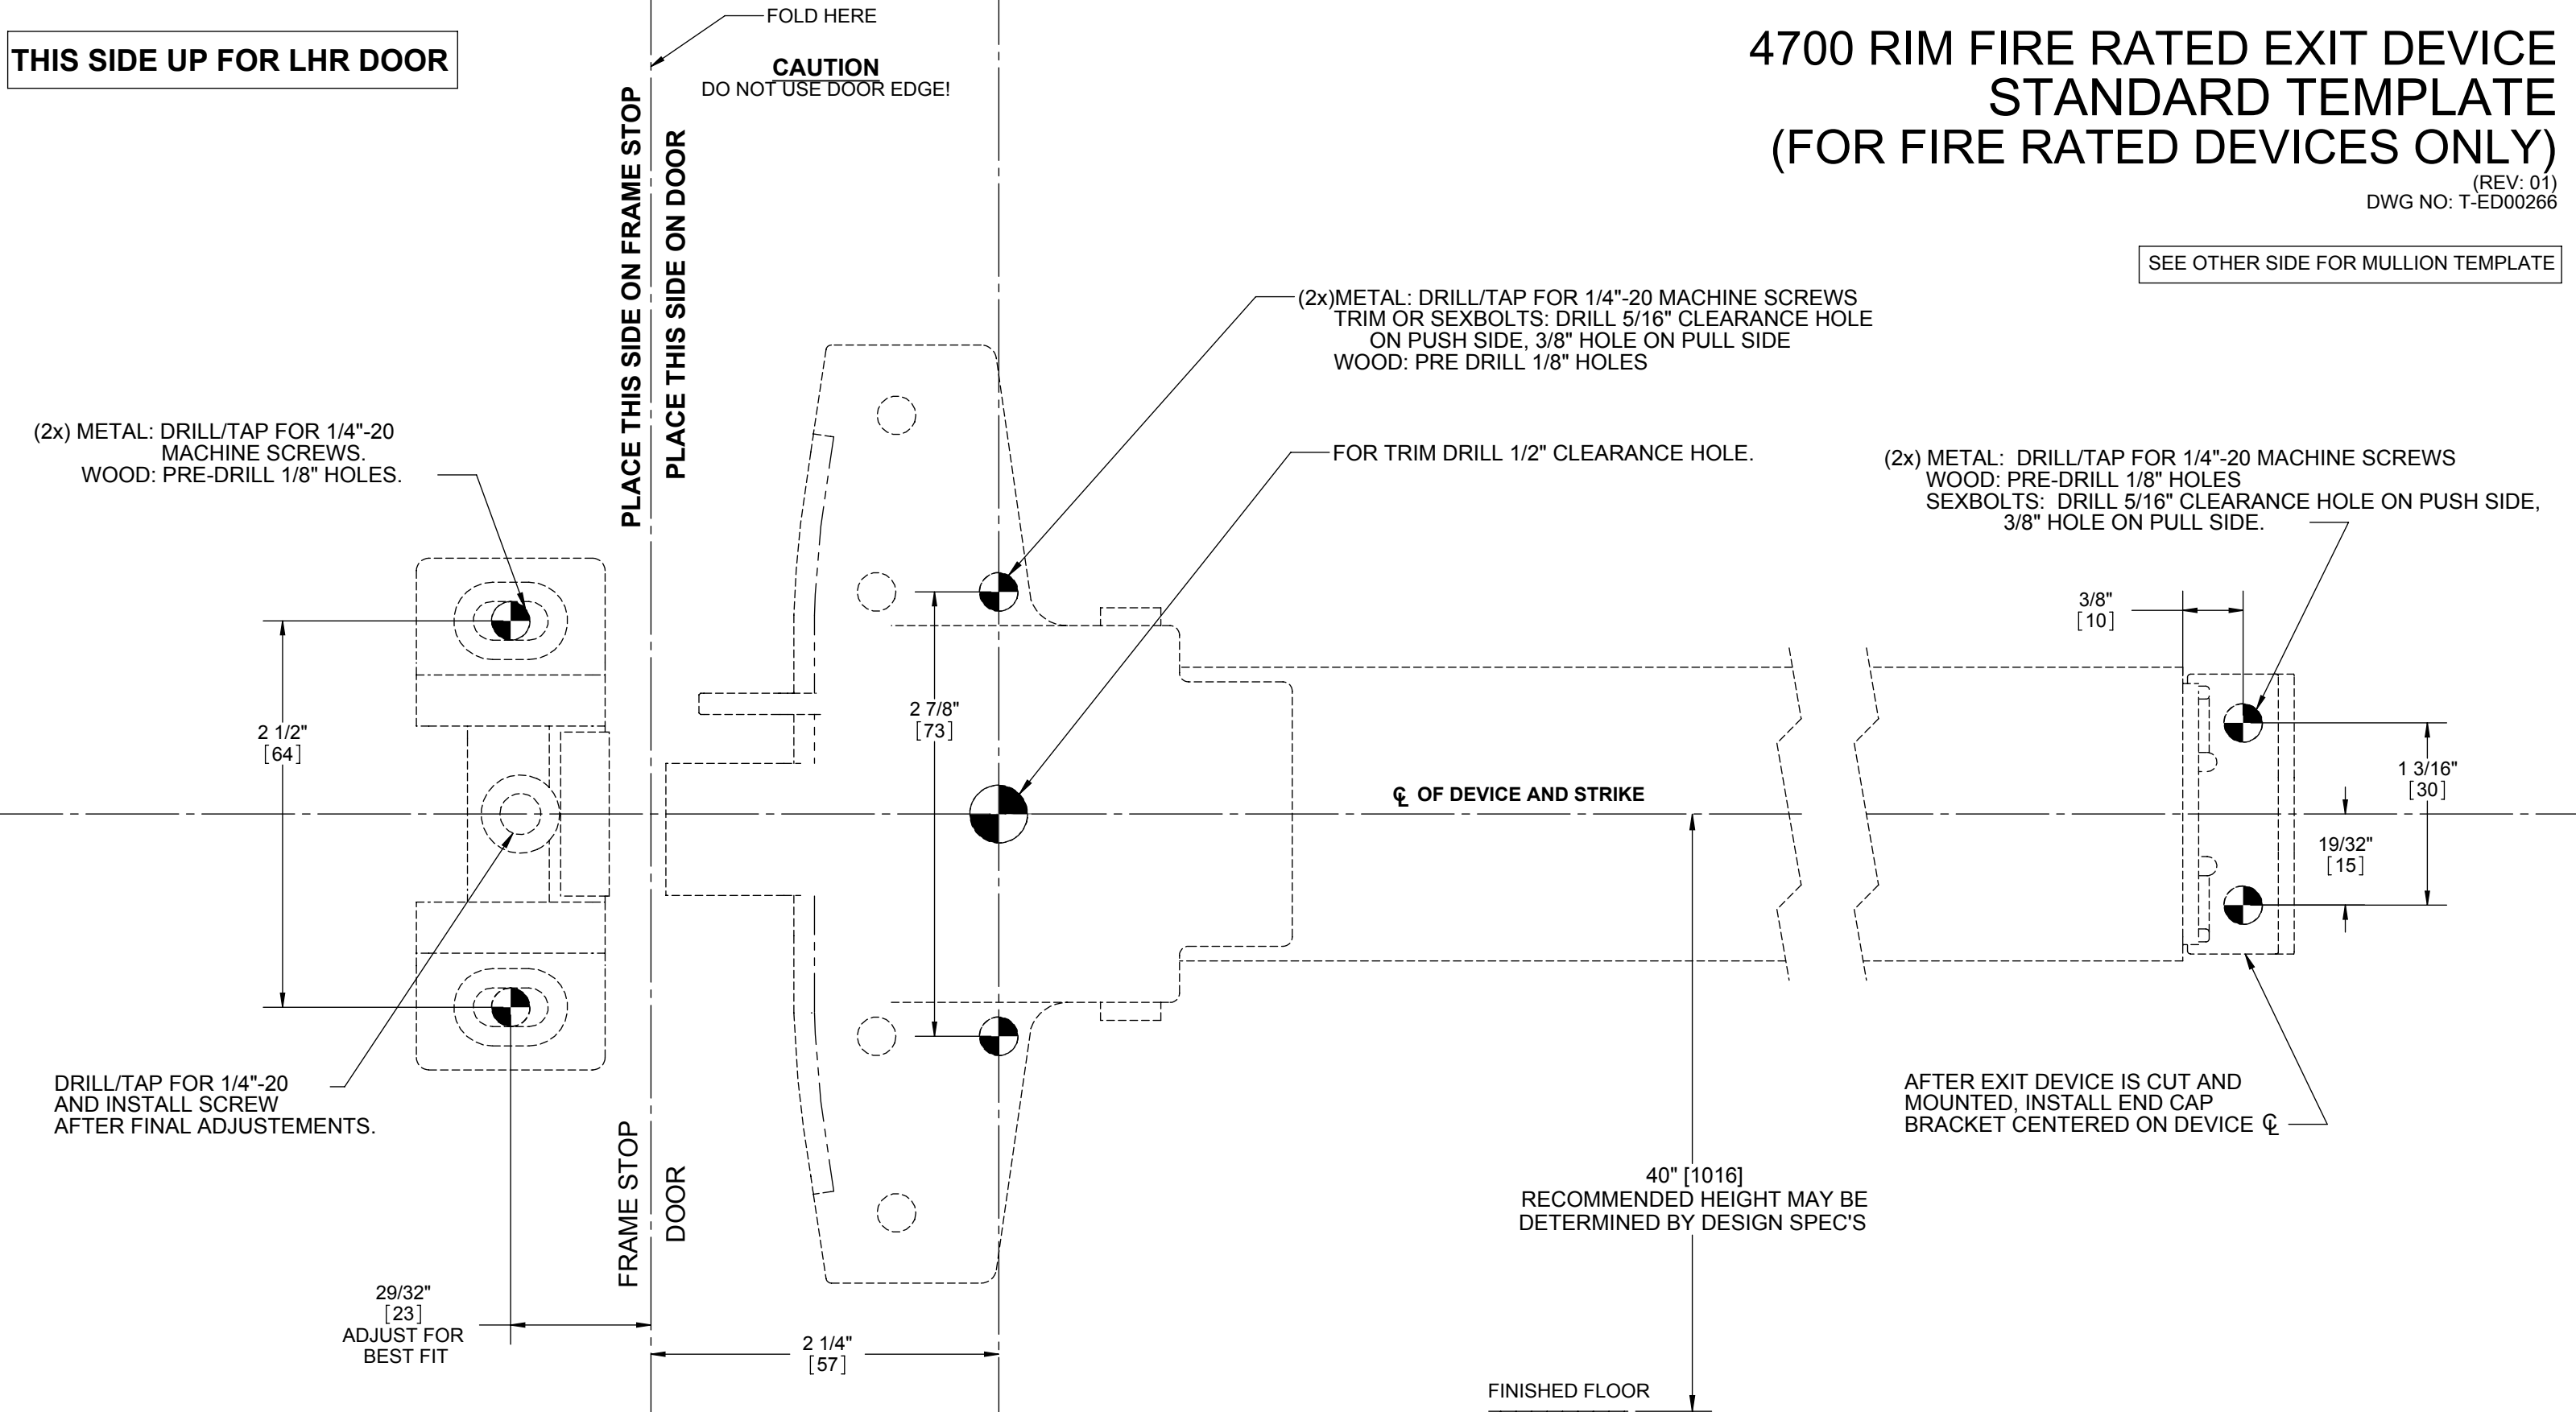 THIS SIDE UP FOR LHR DOOR
FOLD HERE
CAUTION
DO NOT USE DOOR EDGE!
4700 RIM FIRE RATED EXIT DEVICE
STANDARD TEMPLATE
(FOR FIRE RATED DEVICES ONLY)
(REV: 01)
DWG NO: T-ED00266
SEE OTHER SIDE FOR MULLION TEMPLATE
PLACE THIS SIDE ON FRAME STOP
PLACE THIS SIDE ON DOOR
(2x)METAL: DRILL/TAP FOR 1/4"-20 MACHINE SCREWS
TRIM OR SEXBOLTS: DRILL 5/16" CLEARANCE HOLE
ON PUSH SIDE, 3/8" HOLE ON PULL SIDE
WOOD: PRE DRILL 1/8" HOLES
(2x) METAL: DRILL/TAP FOR 1/4"-20
MACHINE SCREWS.
WOOD: PRE-DRILL 1/8" HOLES.
FOR TRIM DRILL 1/2" CLEARANCE HOLE.
(2x) METAL:  DRILL/TAP FOR 1/4"-20 MACHINE SCREWS
WOOD: PRE-DRILL 1/8" HOLES
SEXBOLTS:  DRILL 5/16" CLEARANCE HOLE ON PUSH SIDE,
3/8" HOLE ON PULL SIDE.
3/8"
[10]
2 1/2"
[64]
2 7/8"
[73]
℄ OF DEVICE AND STRIKE
1 3/16"
[30]
19/32"
[15]
DRILL/TAP FOR 1/4"-20
AND INSTALL SCREW
AFTER FINAL ADJUSTEMENTS.
AFTER EXIT DEVICE IS CUT AND
MOUNTED, INSTALL END CAP
BRACKET CENTERED ON DEVICE ℄
FRAME STOP
DOOR
40" [1016]
RECOMMENDED HEIGHT MAY BE
DETERMINED BY DESIGN SPEC'S
29/32"
[23]
ADJUST FOR
BEST FIT
2 1/4"
[57]
FINISHED FLOOR